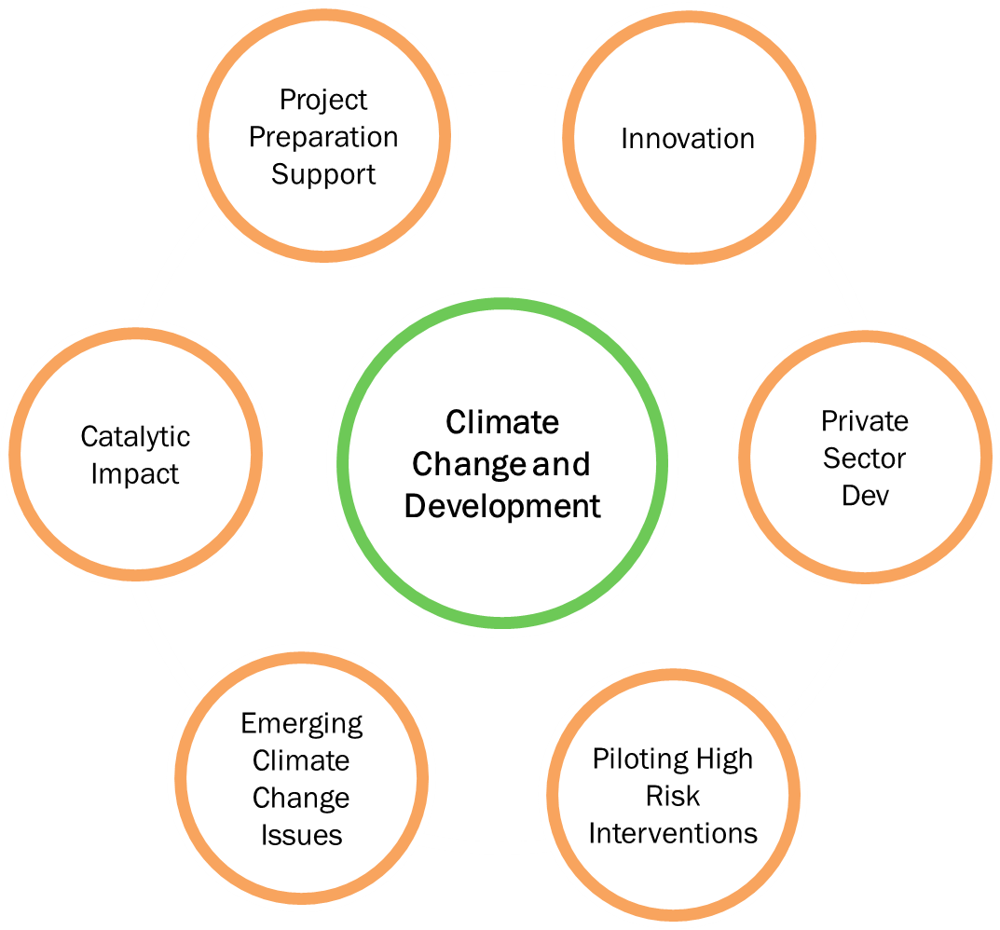 Project
Preparation
Support
Innovation
Catalytic
Impact
Climate
Change and
Development
Private
Sector
Dev
Emerging
Climate
Change
Issues
Piloting High
Risk
Interventions